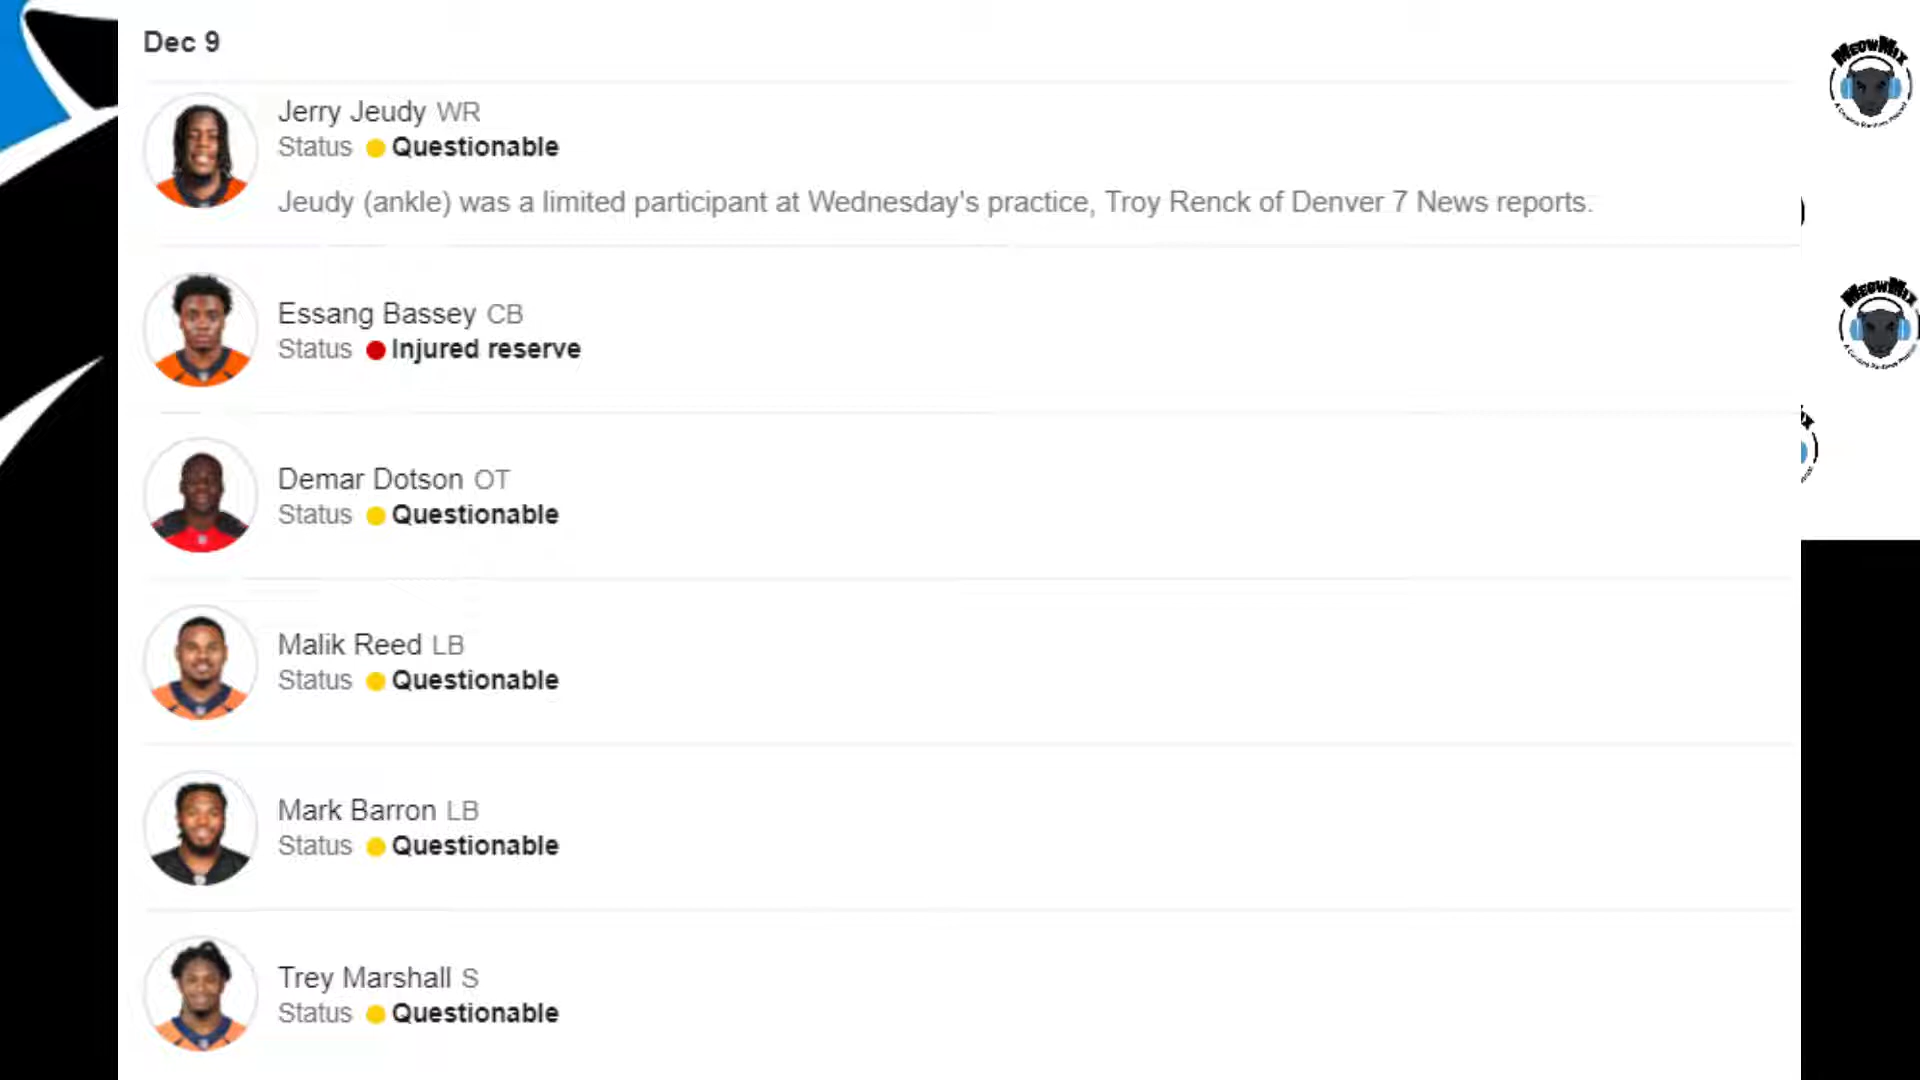 Dec 9
Jerry Jeudy WR
Status Questionable
Jeudy (ankle) was a limited participant at Wednesday's practice, Troy Renck of Denver 7 News reports.
Essang Bassey CB
Status Injured reserve
Demar Dotson OT
Status Questionable
Malik Reed LB
Status Questionable
Mark Barron LB
Status Questionable
Trey Marshall S
Status Questionable
MeowMix
MeowMix